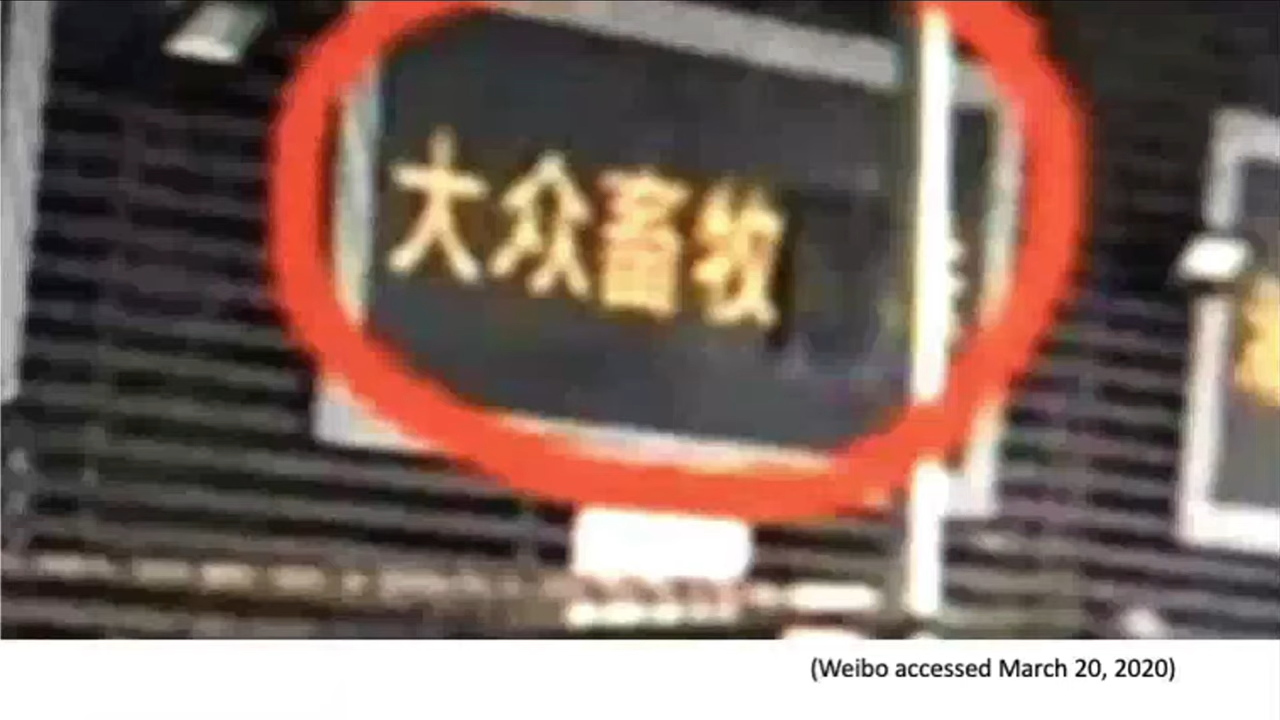 大众畜牧
(Weibo accessed March 20, 2020)